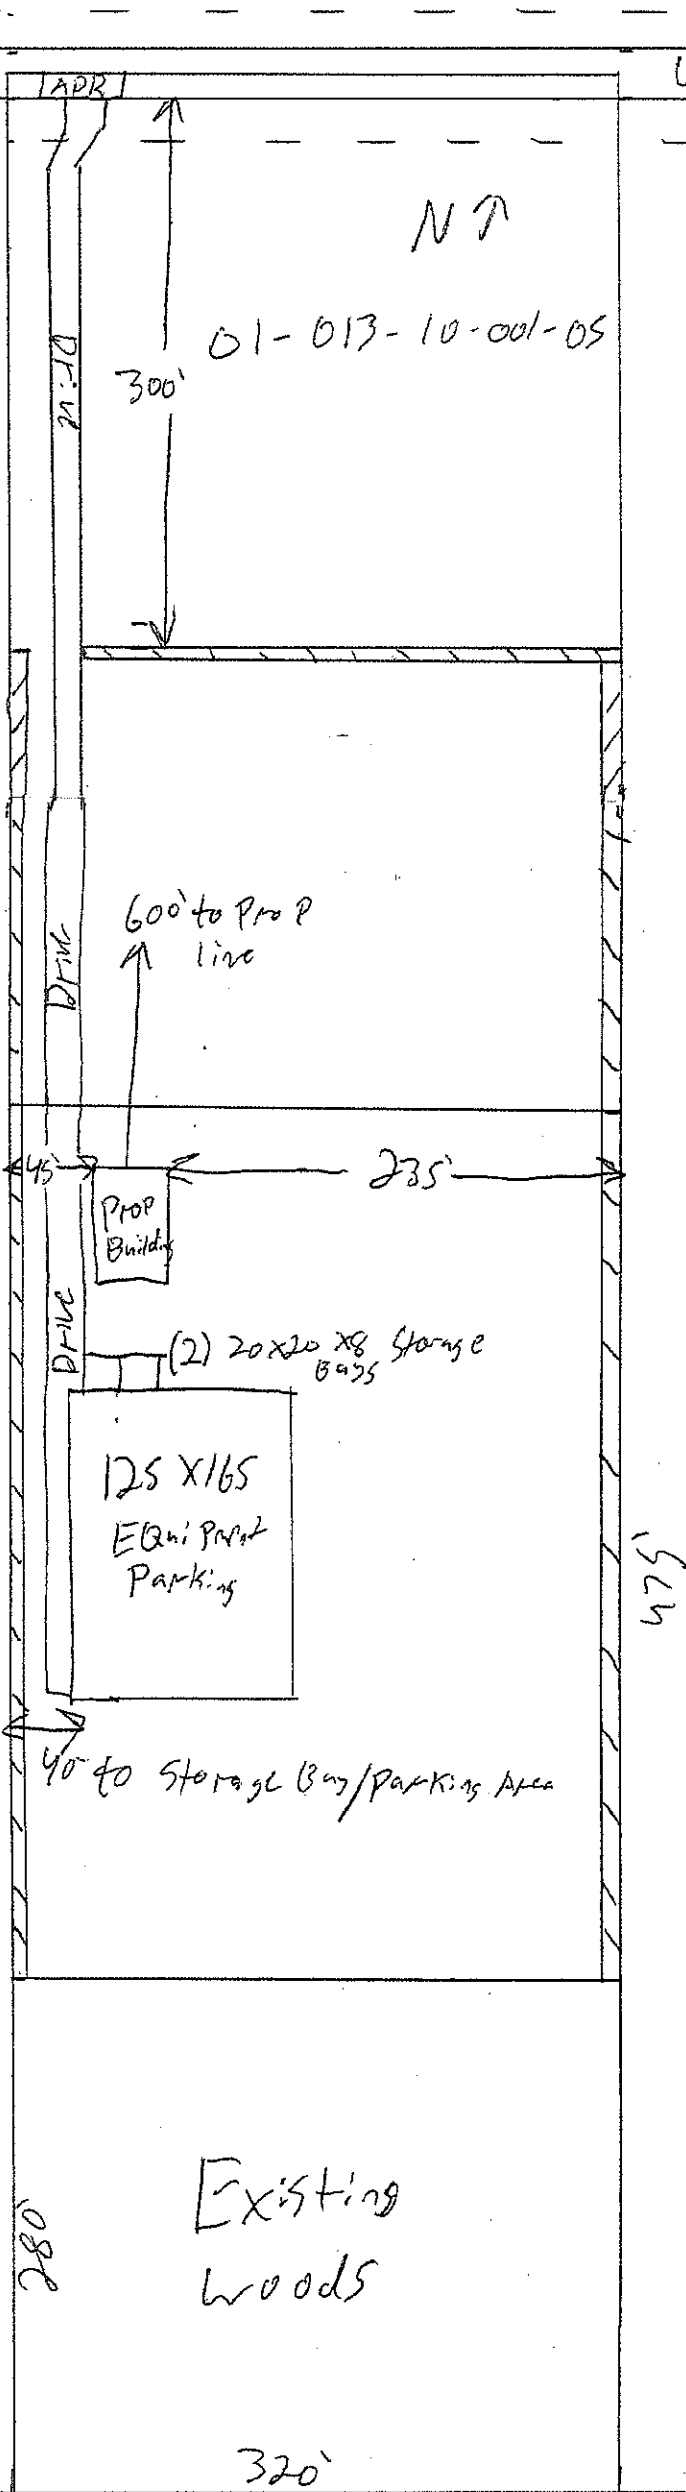 APR
N ↑
01-013-10-001-05
300'
Drive
600' to Prop
line
Drive
45'
235'
Prop
Building
Drive
(2) 20x20 x8 Storage
Bays
125 X165
EQuipment
Parking
475'
40' to Storage Bay/Parking Area
Existing
woods
280'
320'